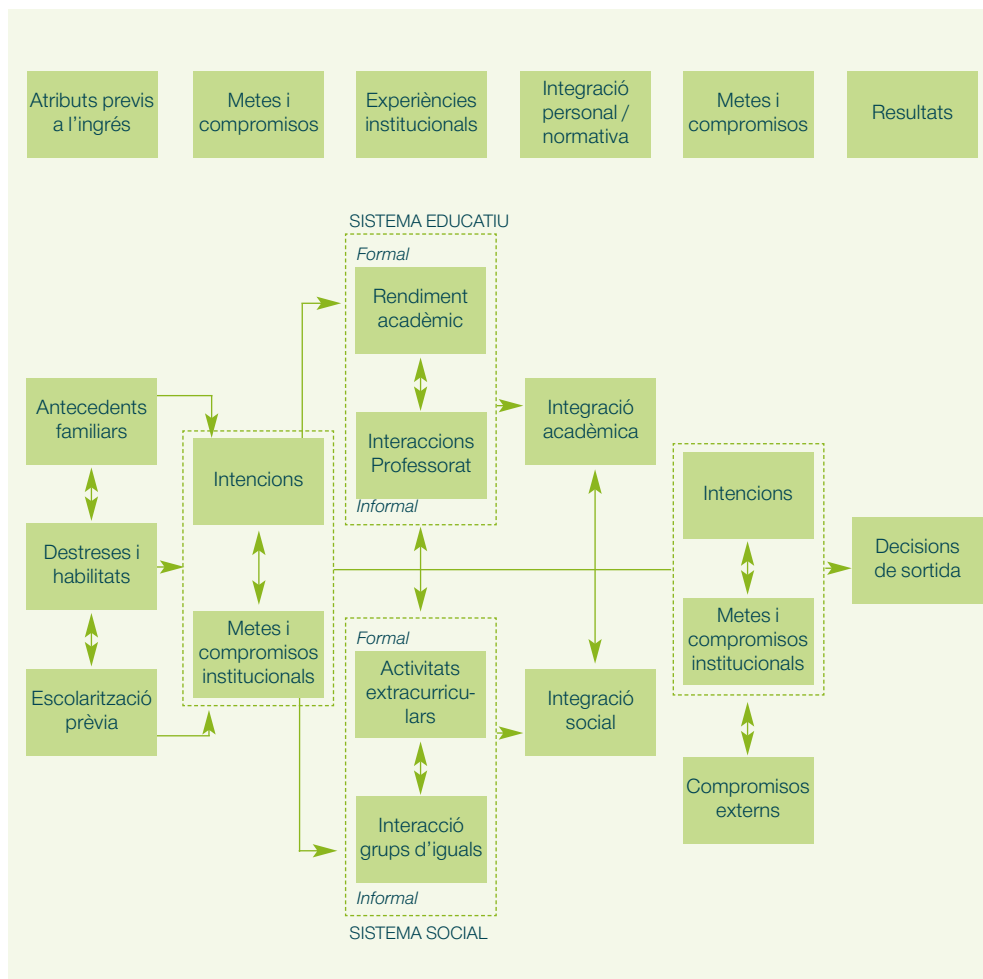 Atributs previs
a l’ingrés
Metes i
compromisos
Experiències
institucionals
Integració
personal /
normativa
Metes i
compromisos
Resultats
SISTEMA EDUCATIU
Formal
Rendiment
acadèmic
Interaccions
Professorat
Informal
Antecedents
familiars
Destreses i
habilitats
Escolarització
prèvia
Intencions
Metes i
compromisos
institucionals
Formal
Activitats
extracurricu-
lars
Interacció
grups d’iguals
Informal
SISTEMA SOCIAL
Integració
acadèmica
Integració
social
Intencions
Metes i
compromisos
institucionals
Compromisos
externs
Decisions
de sortida